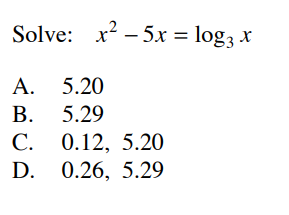 Solve: x² – 5x = log₃ x
A. 5.20
B. 5.29
C. 0.12, 5.20
D. 0.26, 5.29